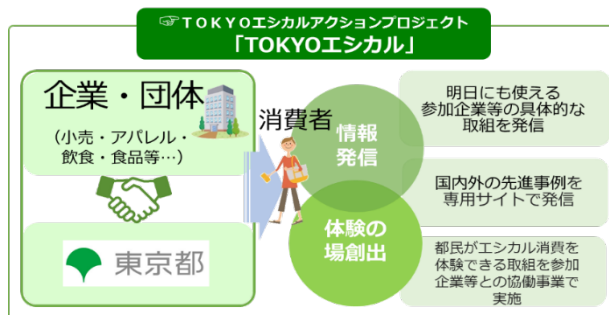 ☞TOKYOエシカルアクションプロジェクト
「TOKYOエシカル」
企業・団体
（小売・アパレル・
飲食・食品等…）
東京都
消費者
情報
発信
体験の
場創出
明日にも使える
参加企業等の具体的な
取組を発信
国内外の先進事例を
専用サイトで発信
都民がエシカル消費を
体験できる取組を参加
企業等との協働事業で
実施